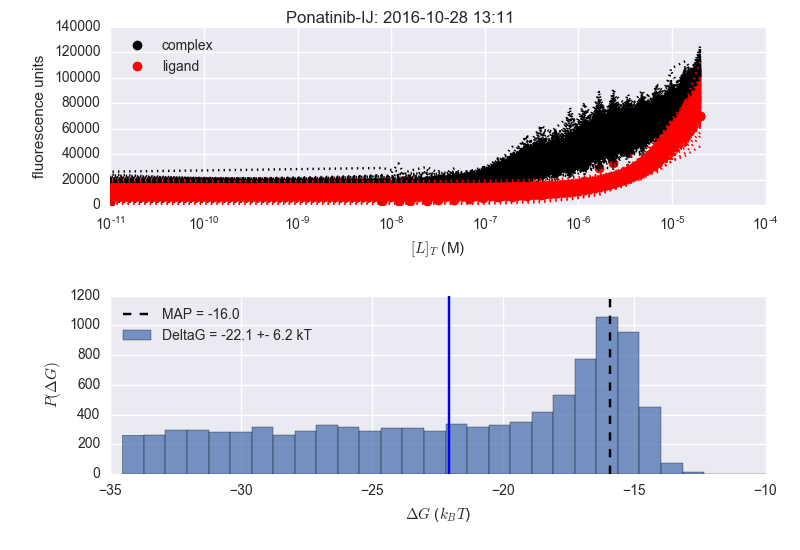 Ponatinib-IJ: 2016-10-28 13:11
140000
120000
100000
80000
60000
40000
20000
0
fluorescence units
complex
ligand
10⁻¹¹ 10⁻¹⁰ 10⁻⁹ 10⁻⁸ 10⁻⁷ 10⁻⁶ 10⁻⁵ 10⁻⁴
[L]_T (M)
1200
1000
800
600
400
200
0
P(ΔG)
MAP = -16.0
DeltaG = -22.1 +- 6.2 kT
−35 −30 −25 −20 −15 −10
ΔG (k_BT)